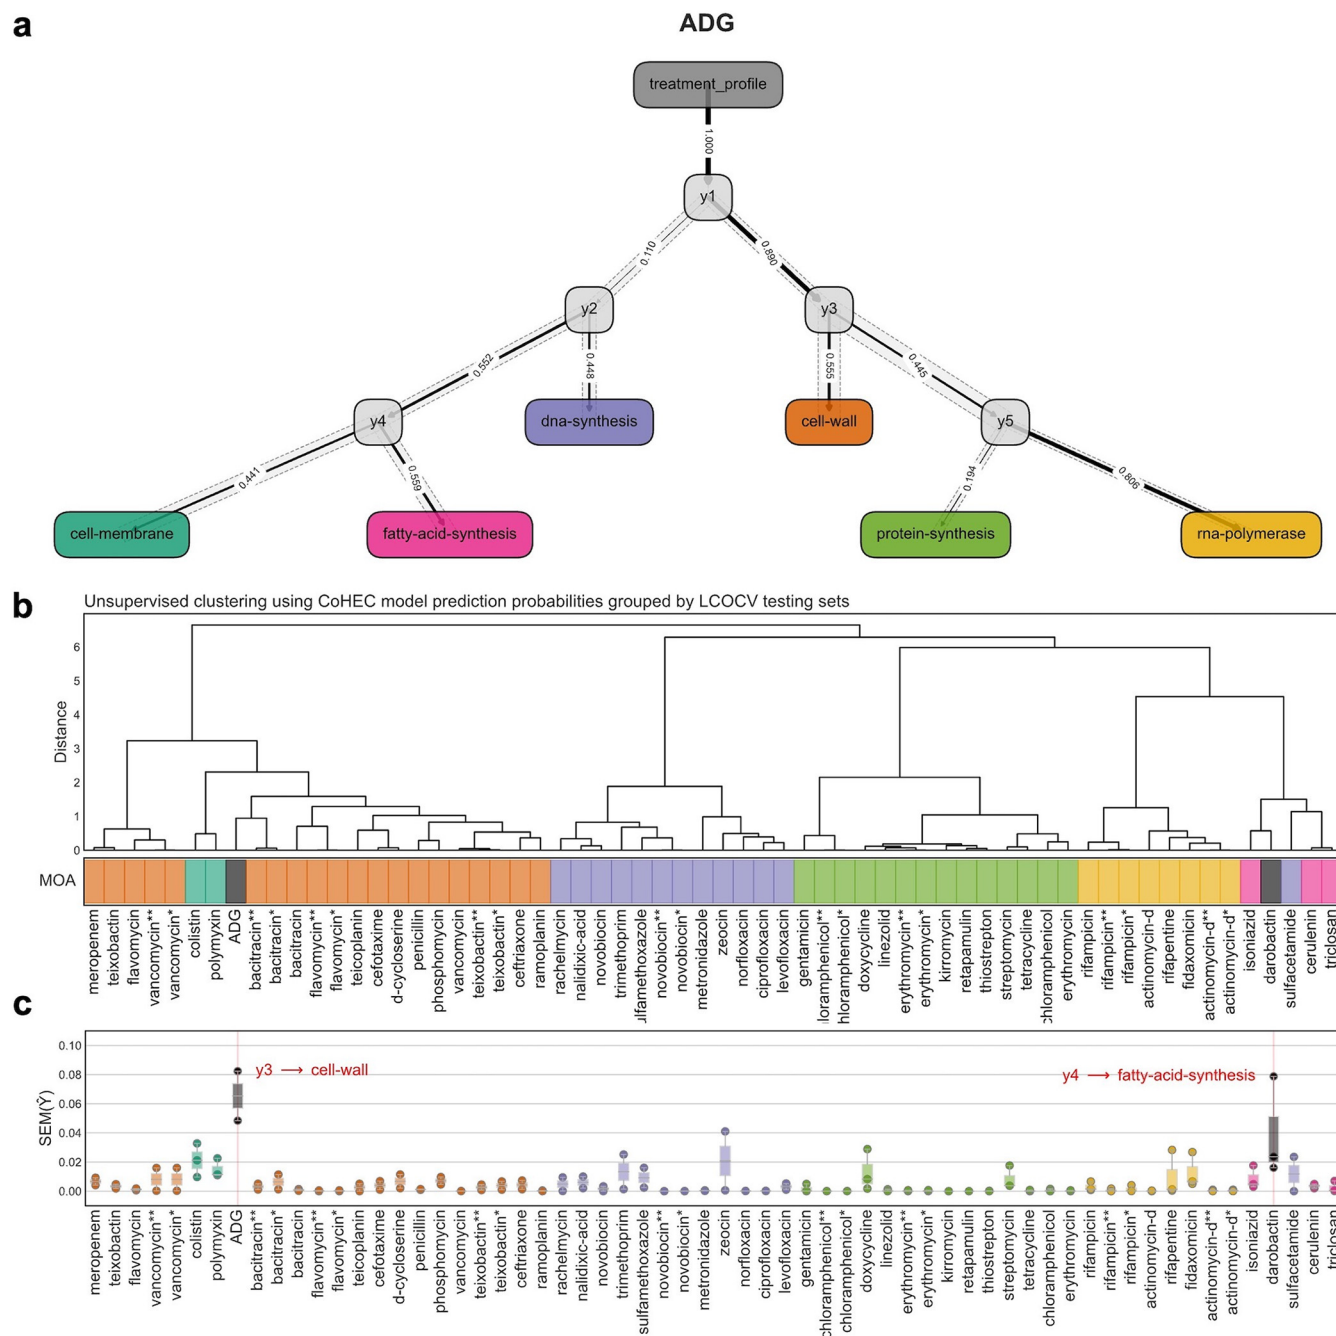 a
ADG
treatment_profile
1.000
y1
0.110
0.890
y2
y3
0.552
0.448
0.555
0.445
y4
dna-synthesis
cell-wall
y5
0.441
0.559
0.194
0.806
cell-membrane
fatty-acid-synthesis
protein-synthesis
rna-polymerase
b
Unsupervised clustering using CoHEC model prediction probabilities grouped by LCOCV testing sets
Distance
6
5
4
3
2
1
0
MOA
meropenem
teixobactin
flavomycin
vancomycin**
vancomycin*
colistin
polymyxin
ADG
bacitracin**
bacitracin*
bacitracin
flavomycin**
flavomycin*
teicoplanin
cefotaxime
d-cycloserine
penicillin
phosphomycin
vancomycin
teixobactin**
teixobactin*
ceftriaxone
ramoplanin
rachelmycin
nalidixic-acid
novobiocin
trimethoprim
ulfamethoxazole
novobiocin**
novobiocin*
metronidazole
zeocin
norfloxacin
ciprofloxacin
levofloxacin
gentamicin
loramphenicol**
hloramphenicol*
doxycycline
linezolid
erythromycin**
erythromycin*
kirromycin
retapamulin
thiostrepton
streptomycin
tetracycline
chloramphenicol
erythromycin
rifampicin
rifampicin**
rifampicin*
actinomycin-d
rifapentine
fidaxomicin
actinomycin-d**
actinomycin-d*
isoniazid
darobactin
sulfacetamide
cerulenin
triclosan
c
SEM(Ŷ)
0.10
0.08
0.06
0.04
0.02
0.00
y3 → cell-wall
y4 → fatty-acid-synthesis
meropenem
teixobactin
flavomycin
vancomycin**
vancomycin*
colistin
polymyxin
ADG
bacitracin**
bacitracin*
bacitracin
flavomycin**
flavomycin*
teicoplanin
cefotaxime
d-cycloserine
penicillin
phosphomycin
vancomycin
teixobactin**
teixobactin*
ceftriaxone
ramoplanin
rachelmycin
nalidixic-acid
novobiocin
trimethoprim
sulfamethoxazole
novobiocin**
novobiocin*
metronidazole
zeocin
norfloxacin
ciprofloxacin
levofloxacin
gentamicin
chloramphenicol**
chloramphenicol*
doxycycline
linezolid
erythromycin**
erythromycin*
kirromycin
retapamulin
thiostrepton
streptomycin
tetracycline
chloramphenicol
erythromycin
rifampicin
rifampicin**
rifampicin*
actinomycin-d
rifapentine
fidaxomicin
actinomycin-d**
actinomycin-d*
isoniazid
darobactin
sulfacetamide
cerulenin
triclosan